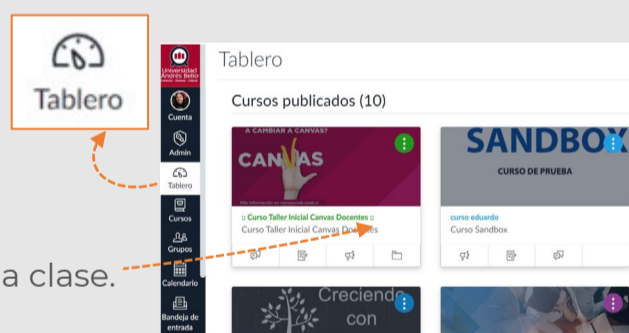 Tablero
a clase.
Universidad
Andrés Bello
Cuenta
Admin
Tablero
Cursos
Grupos
Calendario
Bandeja de
entrada
Tablero
Cursos publicados (10)
A CAMBIAR A CANVAS?
CANVAS
:: Curso Taller Inicial Canvas Docentes ::
Curso Taller Inicial Canvas Docentes
SANDBOX
CURSO DE PRUEBA
curso eduardo
Curso Sandbox
Creciendo
con